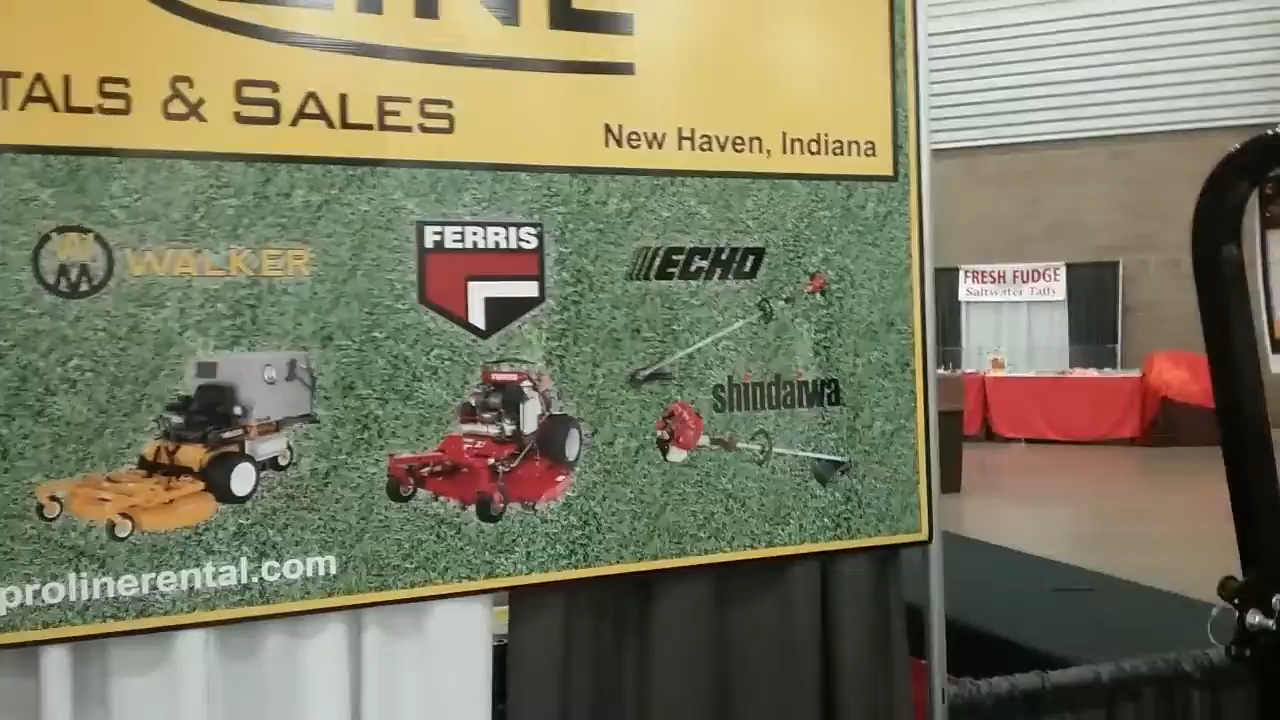 TALS & SALES
New Haven, Indiana
WALKER
FERRIS
ECHO
shindaiwa
prolinerental.com
FRESH FUDGE
Saltwater Taffy